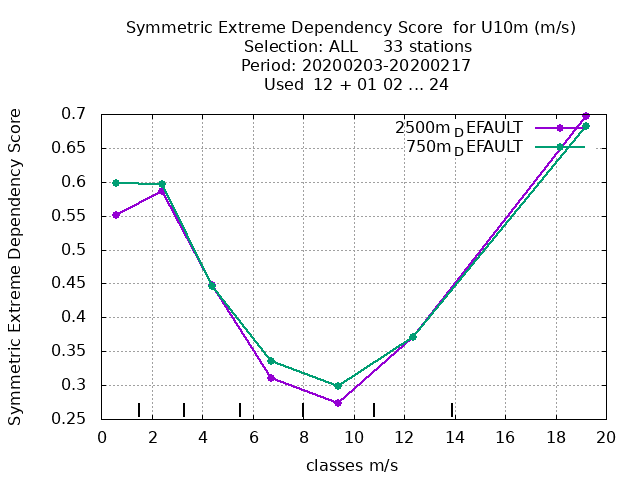 Symmetric Extreme Dependency Score  for U10m (m/s)
Selection: ALL     33 stations
Period: 20200203-20200217
Used  12 + 01 02 ... 24
Symmetric Extreme Dependency Score
0.7
0.65
0.6
0.55
0.5
0.45
0.4
0.35
0.3
0.25
2500m_DEFAULT
750m_DEFAULT
0 2 4 6 8 10 12 14 16 18 20
classes m/s